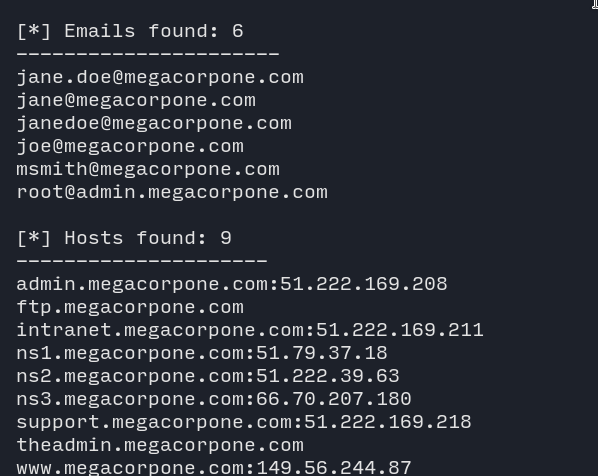 [*] Emails found: 6
----------------------
jane.doe@megacorpone.com
jane@megacorpone.com
janedoe@megacorpone.com
joe@megacorpone.com
msmith@megacorpone.com
root@admin.megacorpone.com
[*] Hosts found: 9
---------------------
admin.megacorpone.com:51.222.169.208
ftp.megacorpone.com
intranet.megacorpone.com:51.222.169.211
ns1.megacorpone.com:51.79.37.18
ns2.megacorpone.com:51.222.39.63
ns3.megacorpone.com:66.70.207.180
support.megacorpone.com:51.222.169.218
theadmin.megacorpone.com
www.megacorpone.com:149.56.244.87